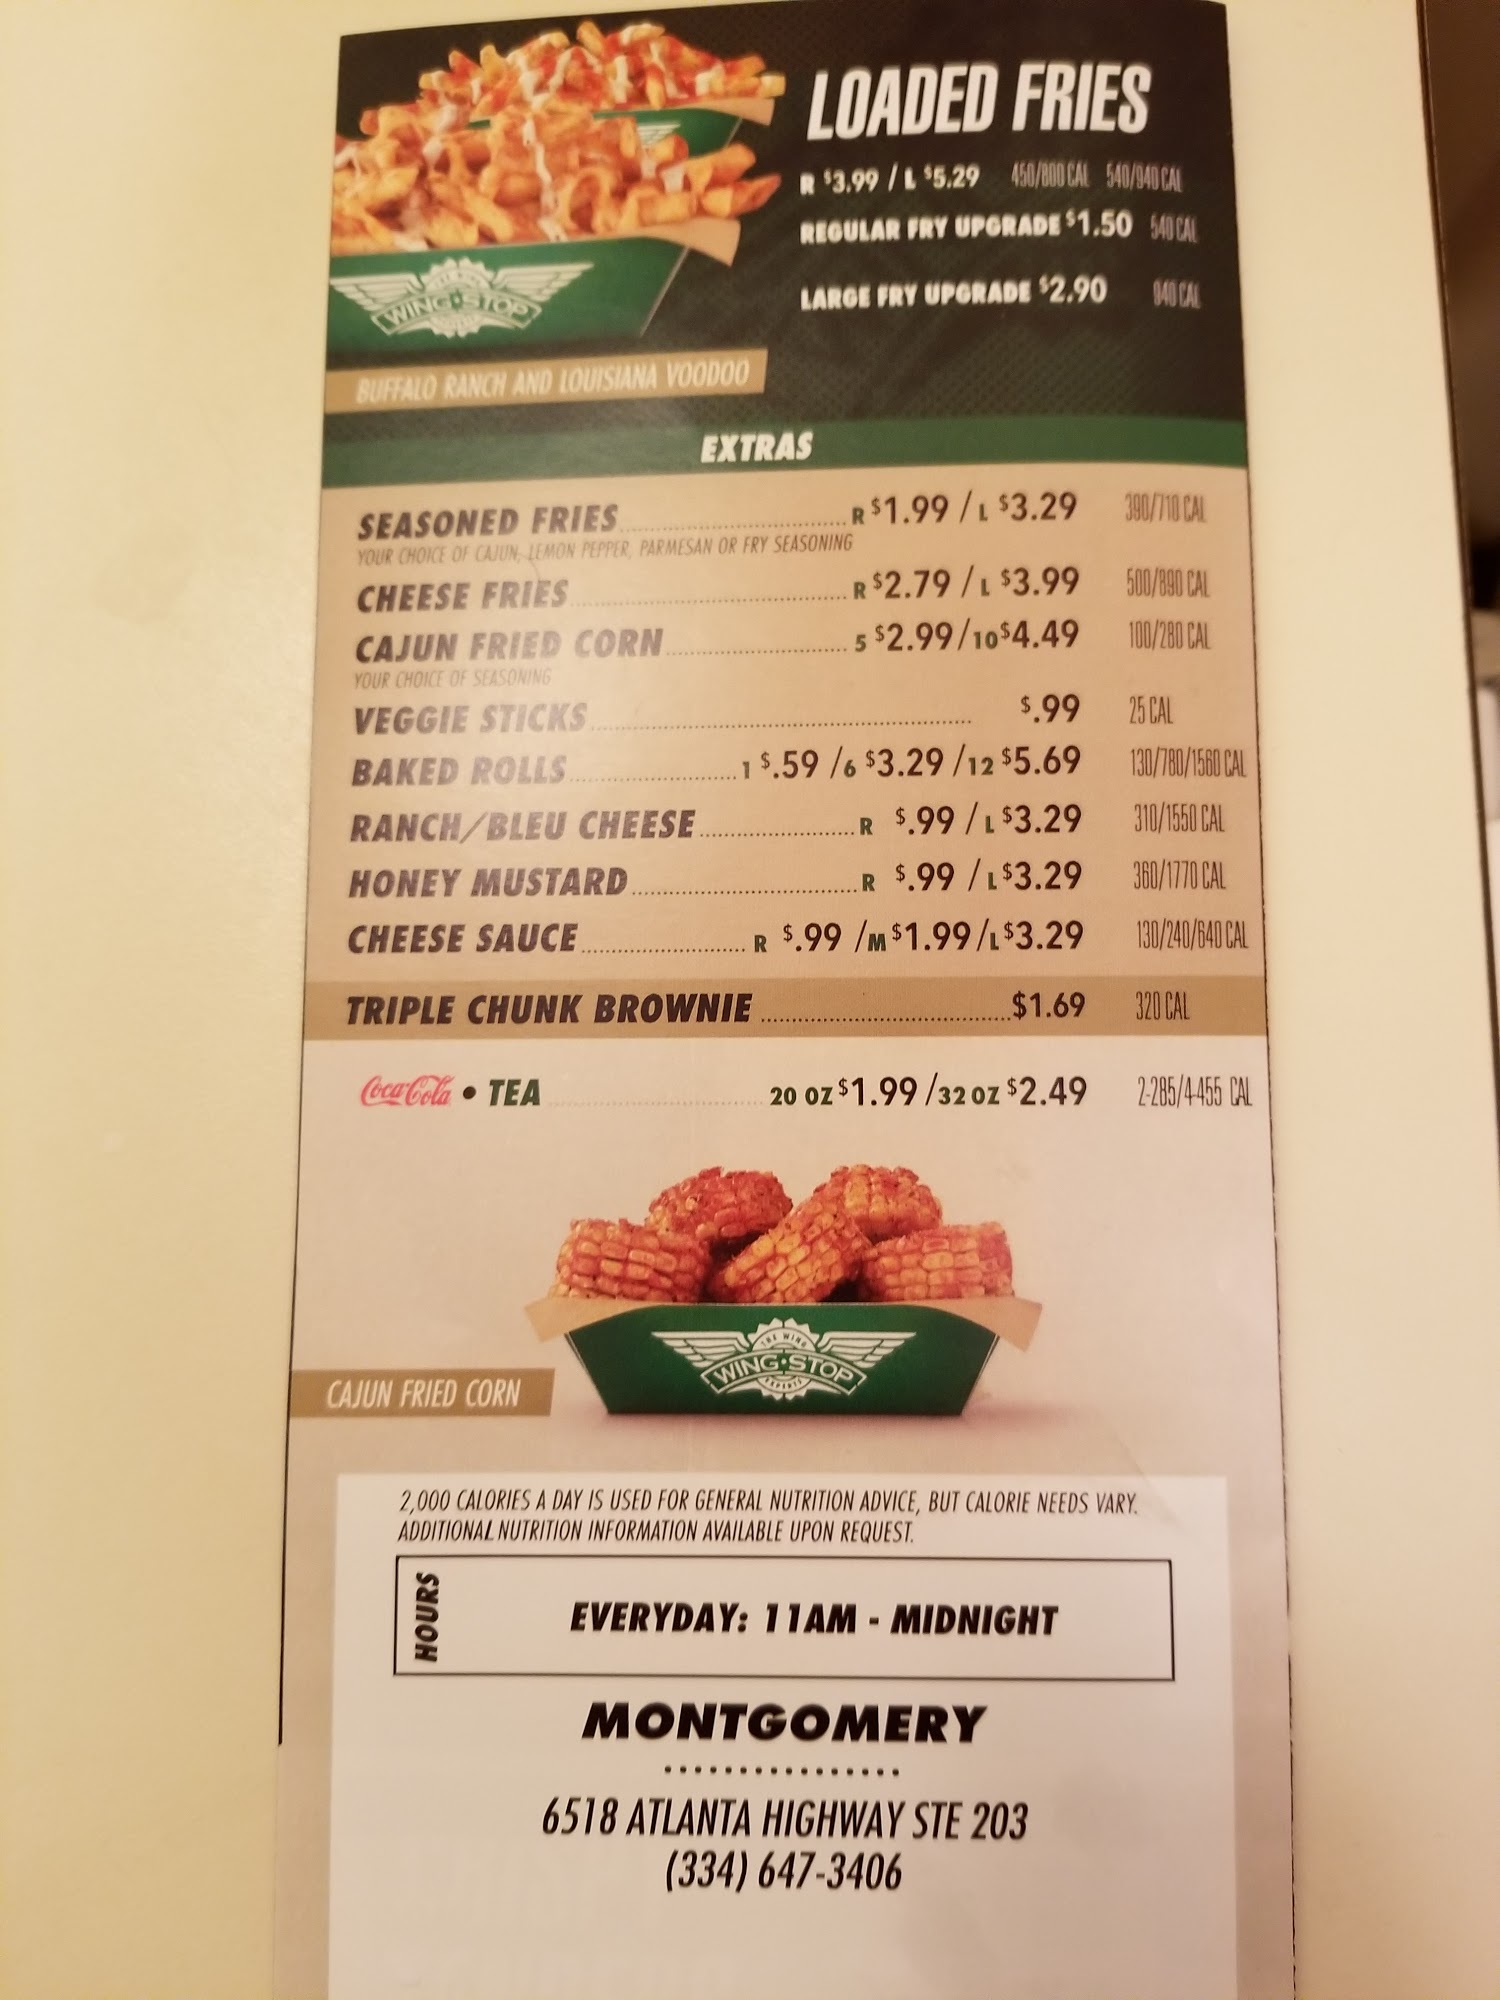 LOADED FRIES
R $3.99 / L $5.29 450/800 CAL 540/940 CAL
REGULAR FRY UPGRADE $1.50 540 CAL
LARGE FRY UPGRADE $2.90 940 CAL
WING·STOP
BUFFALO RANCH AND LOUISIANA VOODOO
EXTRAS
SEASONED FRIES R $1.99 / L $3.29 390/710 CAL
YOUR CHOICE OF CAJUN, LEMON PEPPER, PARMESAN OR FRY SEASONING
CHEESE FRIES R $2.79 / L $3.99 500/890 CAL
CAJUN FRIED CORN 5 $2.99/10 $4.49 100/280 CAL
YOUR CHOICE OF SEASONING
VEGGIE STICKS $.99 25 CAL
BAKED ROLLS 1 $.59 /6 $3.29 /12 $5.69 130/780/1560 CAL
RANCH/BLEU CHEESE R $.99 / L $3.29 310/1550 CAL
HONEY MUSTARD R $.99 / L $3.29 360/1770 CAL
CHEESE SAUCE R $.99 /M $1.99/L $3.29 130/240/640 CAL
TRIPLE CHUNK BROWNIE $1.69 320 CAL
Coca-Cola • TEA 20 OZ $1.99 /32 OZ $2.49 2-285/4-455 CAL
THE WING
WING·STOP
EXPERTS
CAJUN FRIED CORN
2,000 CALORIES A DAY IS USED FOR GENERAL NUTRITION ADVICE, BUT CALORIE NEEDS VARY.
ADDITIONAL NUTRITION INFORMATION AVAILABLE UPON REQUEST.
HOURS
EVERYDAY: 11AM - MIDNIGHT
MONTGOMERY
6518 ATLANTA HIGHWAY STE 203
(334) 647-3406